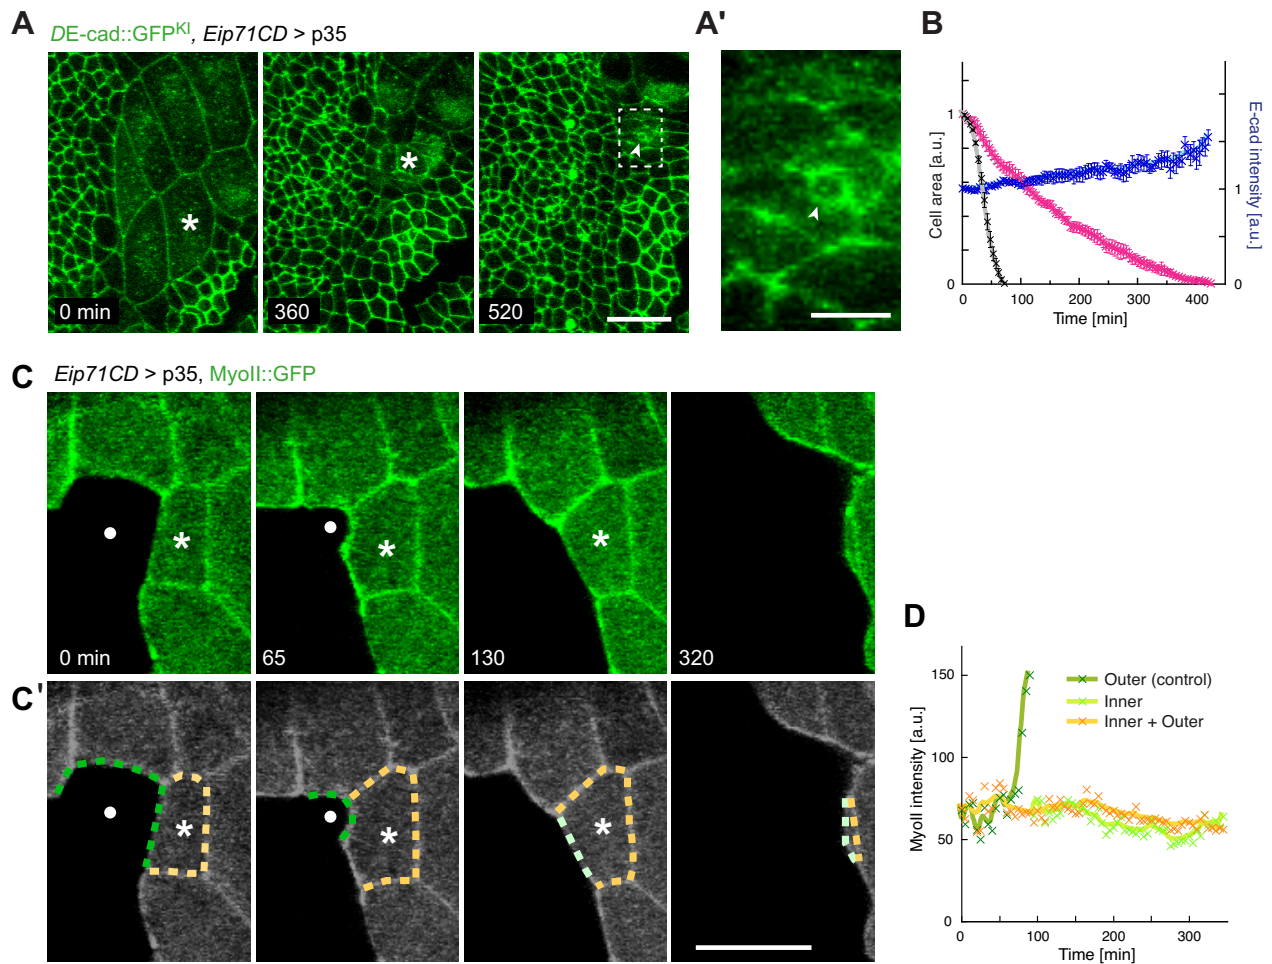 A
DE-cad::GFPKI, Eip71CD > p35
*
0 min
*
360
520
A'
B
1
0
Cell area [a.u.]
0 100 200 300 400
Time [min]
1
0
E-cad intensity [a.u.]
C
Eip71CD > p35, MyoII::GFP
*
0 min
*
65
*
130
320
C'
*
*
*
D
150
100
50
0
MyoII intensity [a.u.]
Outer (control)
Inner
Inner + Outer
0 100 200 300
Time [min]